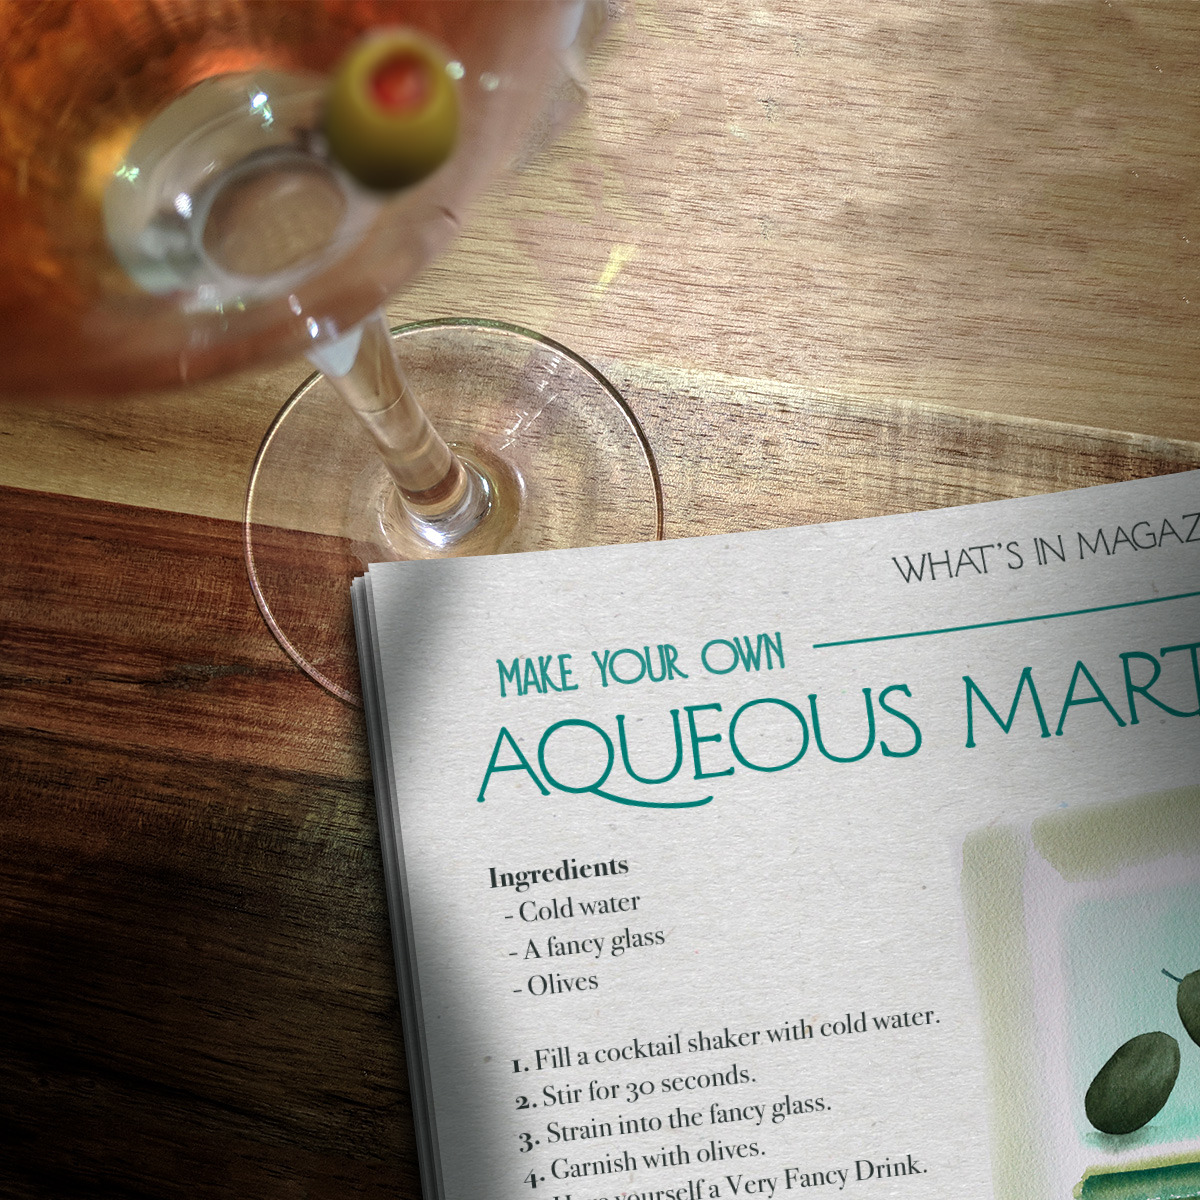 WHAT'S IN
MAKE YOUR OWN
AQUEOUS
Ingredients
- Cold water
- A fancy glass
- Olives
1. Fill a cocktail shaker with cold water.
2. Stir for 30 seconds.
3. Strain into the fancy glass.
4. Garnish with olives.
yourself a Very Fancy Drink.